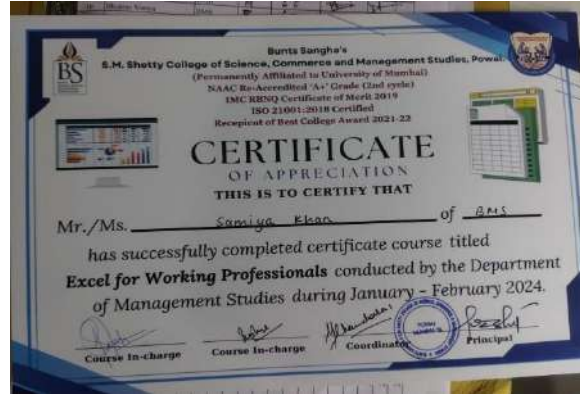 Bunts Sangha's
S.M. Shetty College of Science, Commerce and Management Studies, Powai
(Permanently Affiliated to University of Mumbai)
NAAC Re-Accredited 'A+' Grade (2nd cycle)
IMC RBNQ Certificate of Merit 2019
ISO 21001:2018 Certified
Recepient of Best College Award 2021-22
BS
CERTIFICATE
OF APPRECIATION
THIS IS TO CERTIFY THAT
Mr./Ms. Samiya Khan of BMS
has successfully completed certificate course titled
Excel for Working Professionals conducted by the Department
of Management Studies during January - February 2024.
Course In-charge Course In-charge Coordinator Principal